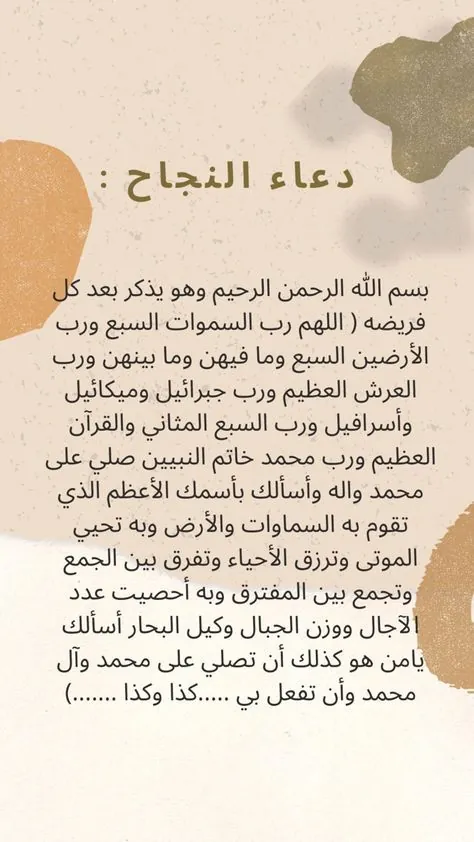 دعاء النجاح :
بسم الله الرحمن الرحيم وهو يذكر بعد كل
فريضه ( اللهم رب السموات السبع ورب
الأرضين السبع وما فيهن وما بينهن ورب
العرش العظيم ورب جبرائيل وميكائيل
وأسرافيل ورب السبع المثاني والقرآن
العظيم ورب محمد خاتم النبيين صلي على
محمد واله وأسألك بأسمك الأعظم الذي
تقوم به السماوات والأرض وبه تحيي
الموتى وترزق الأحياء وتفرق بين الجمع
وتجمع بين المفترق وبه أحصيت عدد
الآجال ووزن الجبال وكيل البحار أسألك
يامن هو كذلك أن تصلي على محمد وآل
محمد وأن تفعل بي .....كذا وكذا .......)